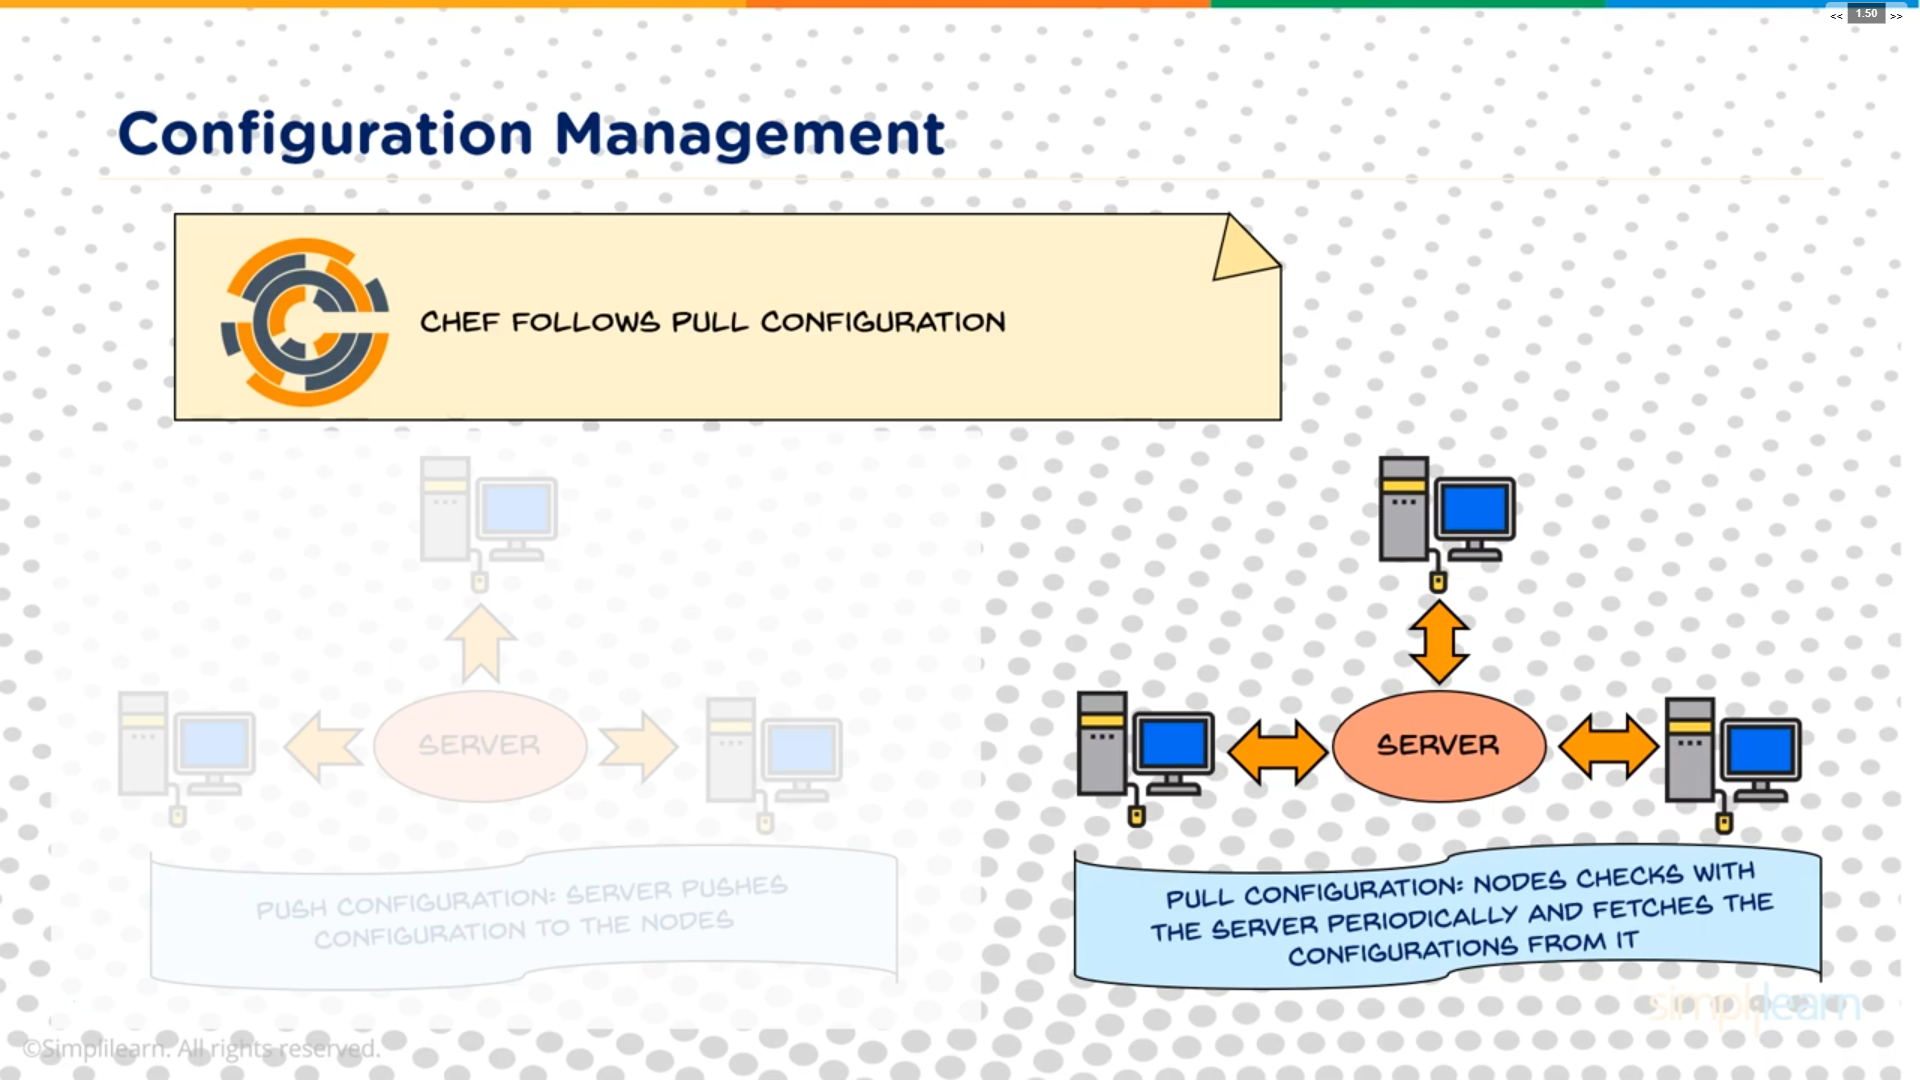 << 1.50 >>
Configuration Management
CHEF FOLLOWS PULL CONFIGURATION
SERVER
PUSH CONFIGURATION: SERVER PUSHES
CONFIGURATION TO THE NODES
SERVER
PULL CONFIGURATION: NODES CHECKS WITH
THE SERVER PERIODICALLY AND FETCHES THE
CONFIGURATIONS FROM IT
simplilearn
©Simplilearn. All rights reserved.